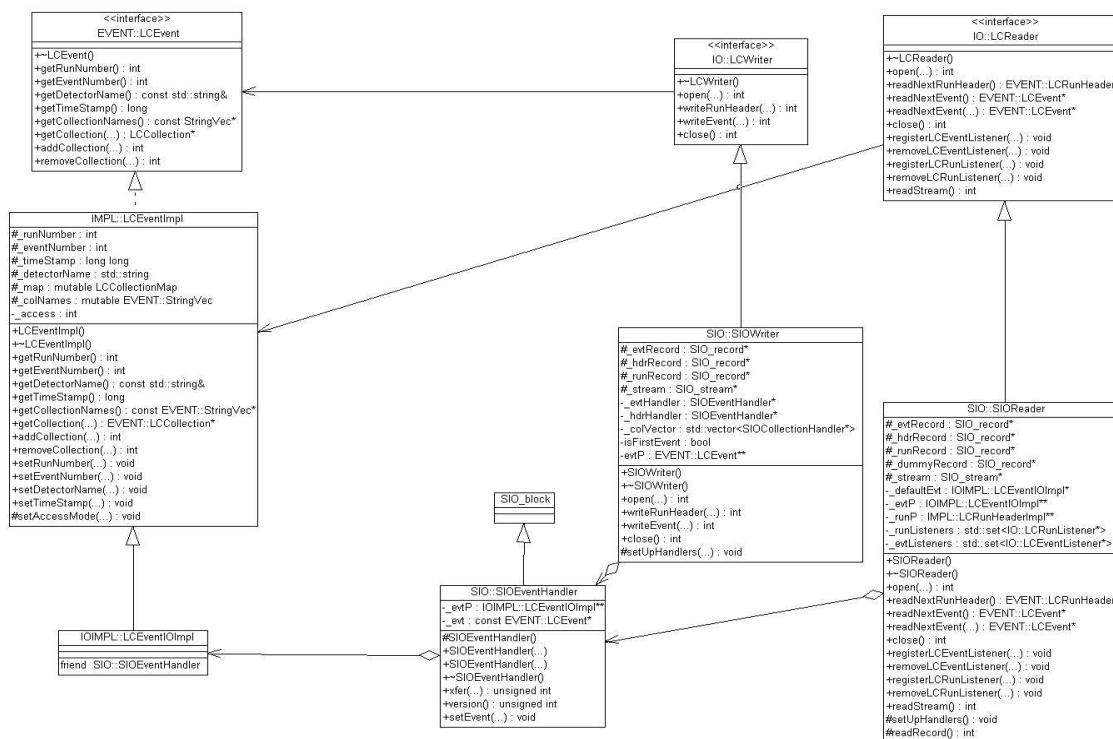 <<interface>>
EVENT::LCEvent
+~LCEvent()
+getRunNumber() : int
+getEventNumber() : int
+getDetectorName() : const std::string&
+getTimeStamp() : long
+getCollectionNames() : const StringVec*
+getCollection(...) : LCCollection*
+addCollection(...) : int
+removeCollection(...) : int
<<interface>>
IO::LCWriter
+~LCWriter()
+open(...) : int
+writeRunHeader(...) : int
+writeEvent(...) : int
+close() : int
<<interface>>
IO::LCReader
+~LCReader()
+open(...) : int
+readNextRunHeader() : EVENT::LCRunHeader
+readNextEvent() : EVENT::LCEvent*
+readNextEvent(...) : EVENT::LCEvent*
+close() : int
+registerLCEventListener(...) : void
+removeLCEventListener(...) : void
+registerLCRunListener(...) : void
+removeLCRunListener(...) : void
+readStream() : int
IMPL::LCEventImpl
#_runNumber : int
#_eventNumber : int
#_timeStamp : long long
#_detectorName : std::string
#_map : mutable LCCollectionMap
#_colNames : mutable EVENT::StringVec
-_access : int
+LCEventImpl()
+~LCEventImpl()
+getRunNumber() : int
+getEventNumber() : int
+getDetectorName() : const std::string&
+getTimeStamp() : long
+getCollectionNames() : const EVENT::StringVec*
+getCollection(...) : EVENT::LCCollection*
+addCollection(...) : int
+removeCollection(...) : int
+setRunNumber(...) : void
+setEventNumber(...) : void
+setDetectorName(...) : void
+setTimeStamp(...) : void
#setAccessMode(...) : void
SIO::SIOWriter
#_evtRecord : SIO_record*
#_hdrRecord : SIO_record*
#_runRecord : SIO_record*
#_stream : SIO_stream*
-_evtHandler : SIOEventHandler*
-_hdrHandler : SIOEventHandler*
-_colVector : std::vector<SIOCollectionHandler*>
-isFirstEvent : bool
-evtP : EVENT::LCEvent**
+SIOWriter()
+~SIOWriter()
+open(...) : int
+writeRunHeader(...) : int
+writeEvent(...) : int
+close() : int
#setUpHandlers(...) : void
SIO::SIOReader
#_evtRecord : SIO_record*
#_hdrRecord : SIO_record*
#_runRecord : SIO_record*
#_dummyRecord : SIO_record*
#_stream : SIO_stream*
-_defaultEvt : IOIMPL::LCEventIOImpl*
-_evtP : IOIMPL::LCEventIOImpl**
-_runP : IMPL::LCRunHeaderImpl**
-_runListeners : std::set<IO::LCRunListener*>
-_evtListeners : std::set<IO::LCEventListener*>
+SIOReader()
+~SIOReader()
+open(...) : int
+readNextRunHeader() : EVENT::LCRunHeader
+readNextEvent() : EVENT::LCEvent*
+readNextEvent(...) : EVENT::LCEvent*
+close() : int
+registerLCEventListener(...) : void
+removeLCEventListener(...) : void
+registerLCRunListener(...) : void
+removeLCRunListener(...) : void
+readStream() : int
#setUpHandlers() : void
#readRecord() : int
SIO_block
SIO::SIOEventHandler
-_evtP : IOIMPL::LCEventIOImpl**
-_evt : const EVENT::LCEvent*
#SIOEventHandler()
+SIOEventHandler(...)
+SIOEventHandler(...)
+~SIOEventHandler()
+xfer(...) : unsigned int
+version() : unsigned int
+setEvent(...) : void
IOIMPL::LCEventIOImpl
friend SIO::SIOEventHandler